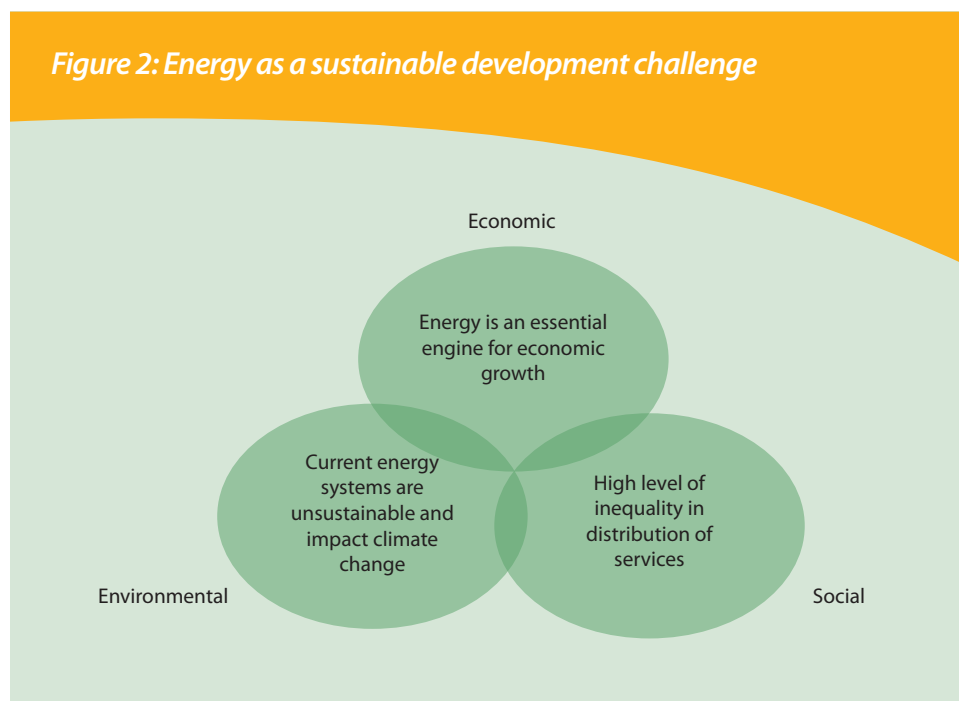 Figure 2: Energy as a sustainable development challenge
Economic
Energy is an essential
engine for economic
growth
Current energy
systems are
unsustainable and
impact climate
change
High level of
inequality in
distribution of
services
Environmental
Social